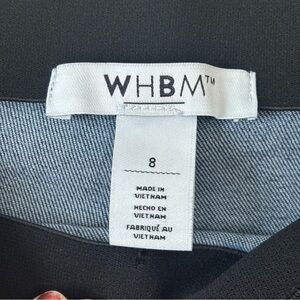 WHBM™
8
MADE IN
VIETNAM
HECHO EN
VIETNAM
FABRIQUÉ AU
VIETNAM